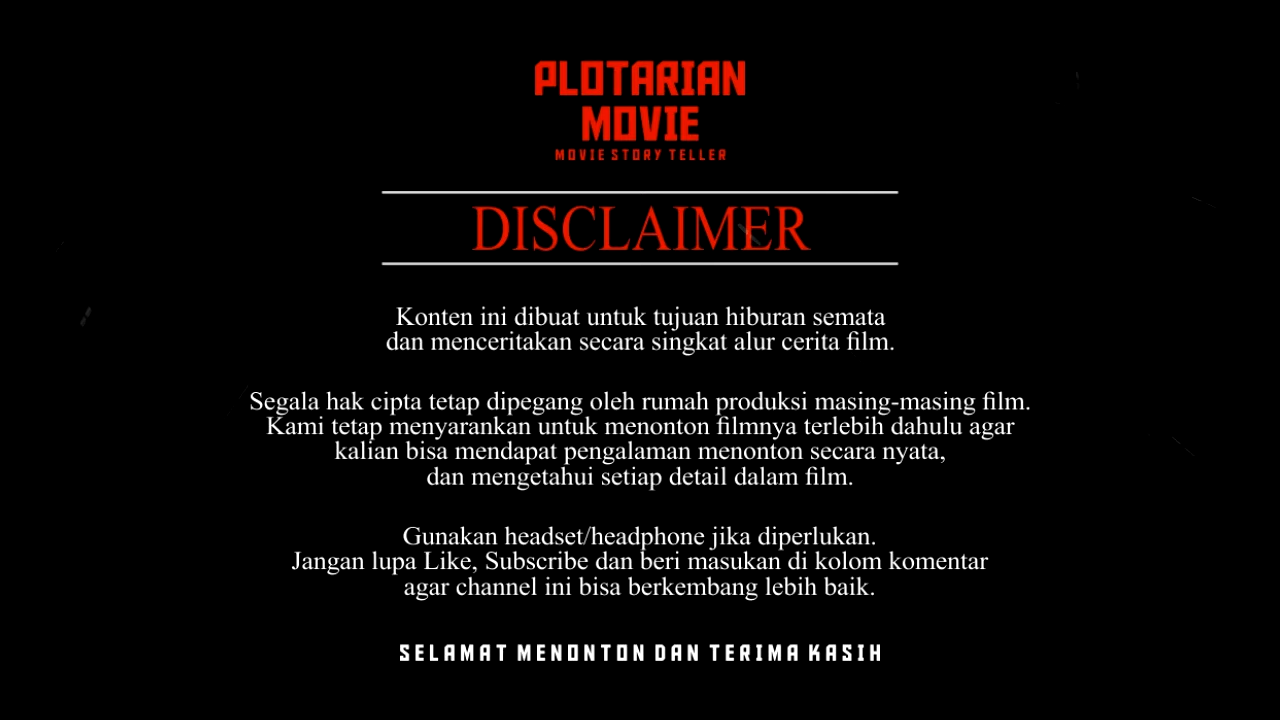 PLOTARIAN
MOVIE
MOVIE STORY TELLER
DISCLAIMER
Konten ini dibuat untuk tujuan hiburan semata
dan menceritakan secara singkat alur cerita film.
Segala hak cipta tetap dipegang oleh rumah produksi masing-masing film.
Kami tetap menyarankan untuk menonton filmnya terlebih dahulu agar
kalian bisa mendapat pengalaman menonton secara nyata,
dan mengetahui setiap detail dalam film.
Gunakan headset/headphone jika diperlukan.
Jangan lupa Like, Subscribe dan beri masukan di kolom komentar
agar channel ini bisa berkembang lebih baik.
SELAMAT MENONTON DAN TERIMA KASIH